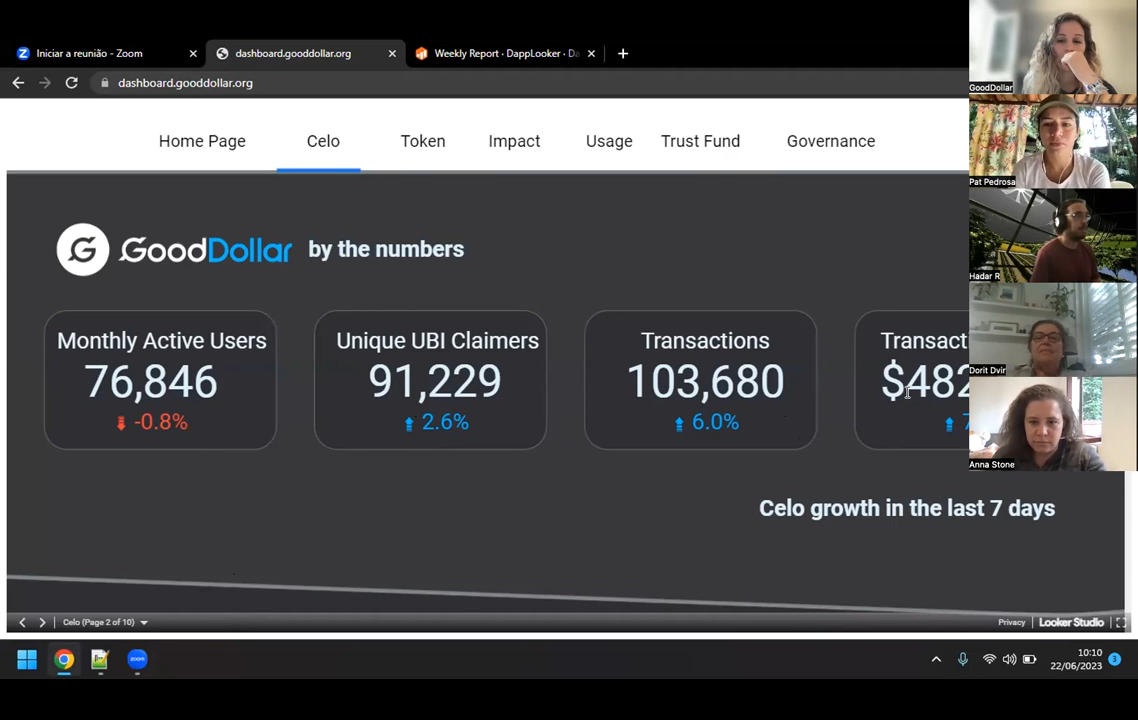 Iniciar a reunião - Zoom
dashboard.gooddollar.org
Weekly Report · DappLooker · Da
dashboard.gooddollar.org
Home Page
Celo
Token
Impact
Usage
Trust Fund
Governance
GoodDollar by the numbers
Monthly Active Users
76,846
-0.8%
Unique UBI Claimers
91,229
2.6%
Transactions
103,680
6.0%
Transact
$482
7
Celo growth in the last 7 days
Celo (Page 2 of 10)
Privacy
Looker Studio
zoom
10:10
22/06/2023
3
GoodDollar
Pat Pedrosa
Hadar R
Dorit Dvir
Anna Stone